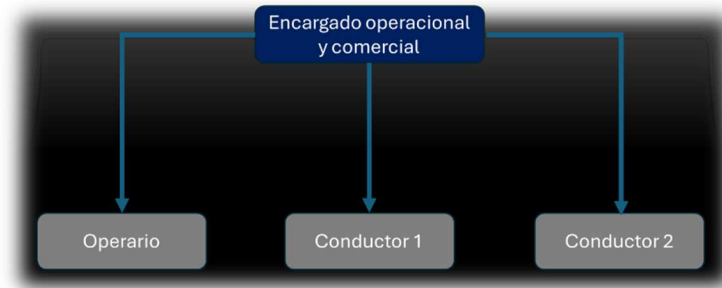 Encargado operacional
y comercial
Operario
Conductor 1
Conductor 2